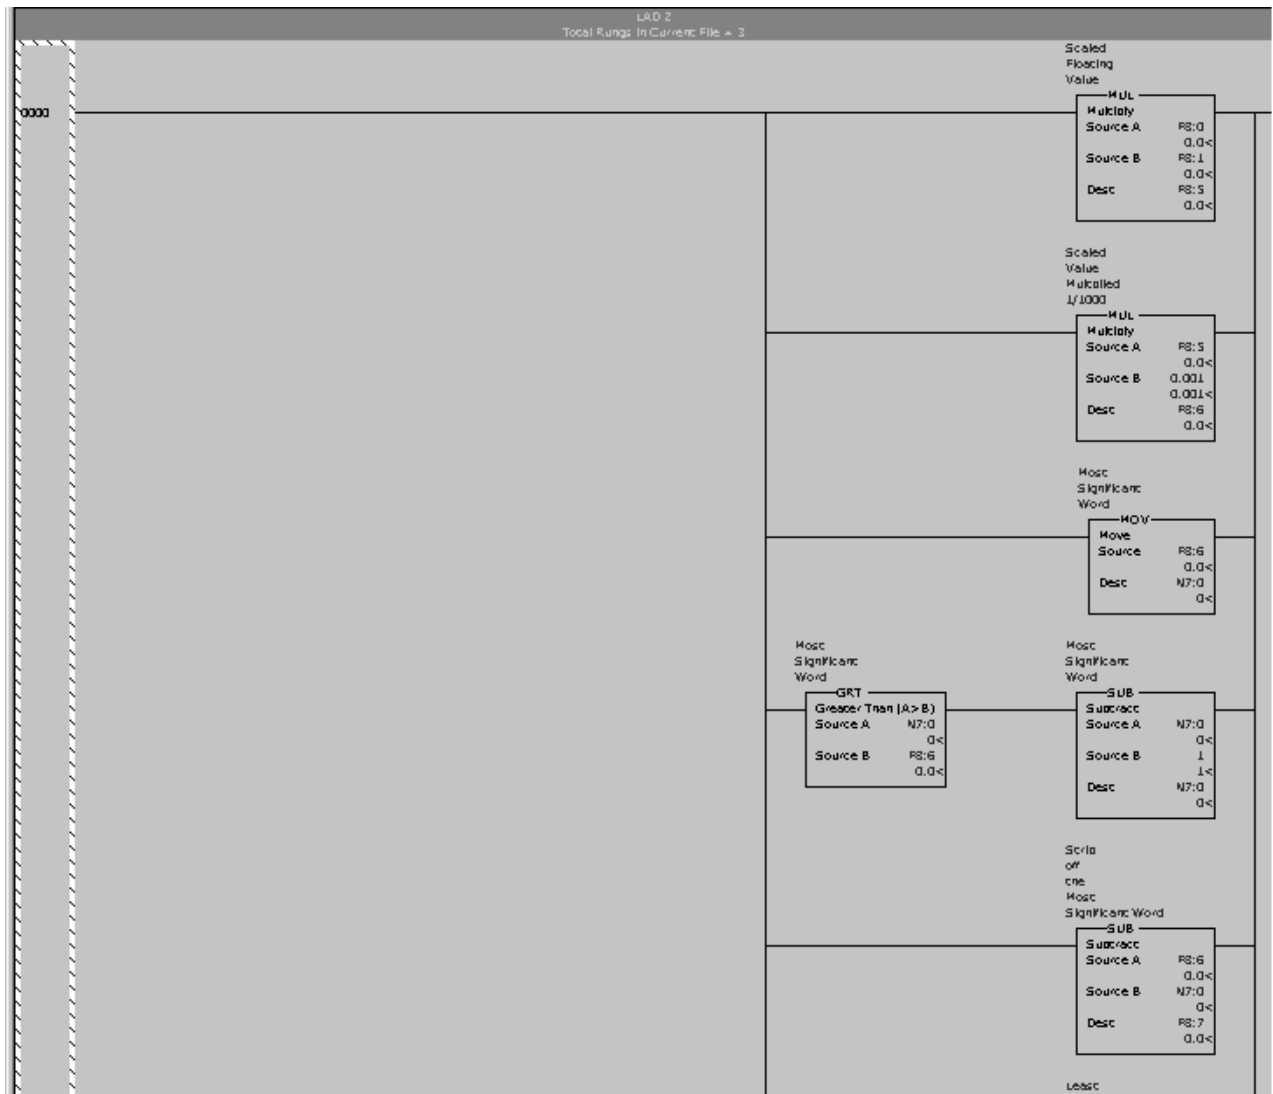 LAD 2
Total Rungs in Current File = 3
Scaled
Floating
Value
MUL
0000
Multiply
Source A F8:0
0.0<
Source B F8:1
0.0<
Dest F8:5
0.0<
Scaled
Value
Multplied
1/1000
MUL
Multiply
Source A F8:5
0.0<
Source B 0.001
0.001<
Dest F8:6
0.0<
Most
Significant
Word
MOV
Move
Source F8:6
0.0<
Dest N7:0
0<
Most
Significant
Word
GRT
Greater Than (A>B)
Source A N7:0
0<
Source B F8:6
0.0<
Most
Significant
Word
SUB
Subtract
Source A N7:0
0<
Source B 1
1<
Dest N7:0
0<
Strip
off
the
Most
Significant Word
SUB
Subtract
Source A F8:6
0.0<
Source B N7:0
0<
Dest F8:7
0.0<
Least